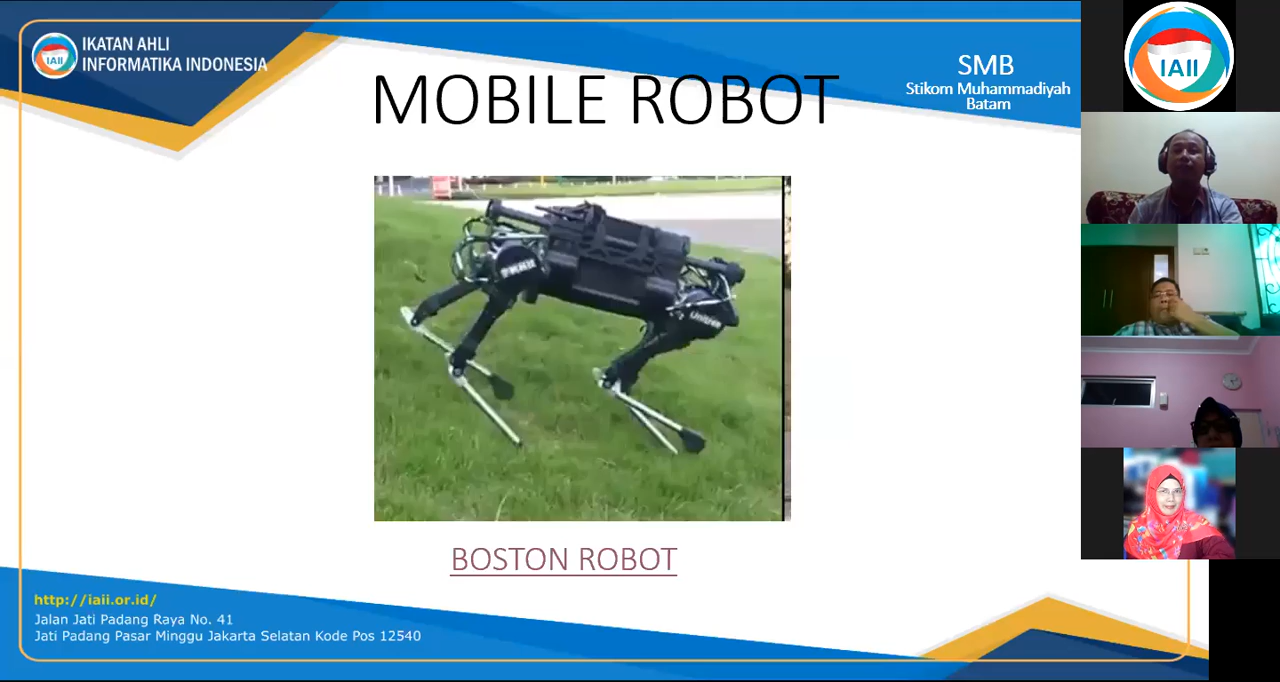 IAII
IKATAN AHLI
INFORMATIKA INDONESIA
MOBILE ROBOT
SMB
Stikom Muhammadiyah
Batam
IAII
Unitree
BOSTON ROBOT
http://iaii.or.id/
Jalan Jati Padang Raya No. 41
Jati Padang Pasar Minggu Jakarta Selatan Kode Pos 12540